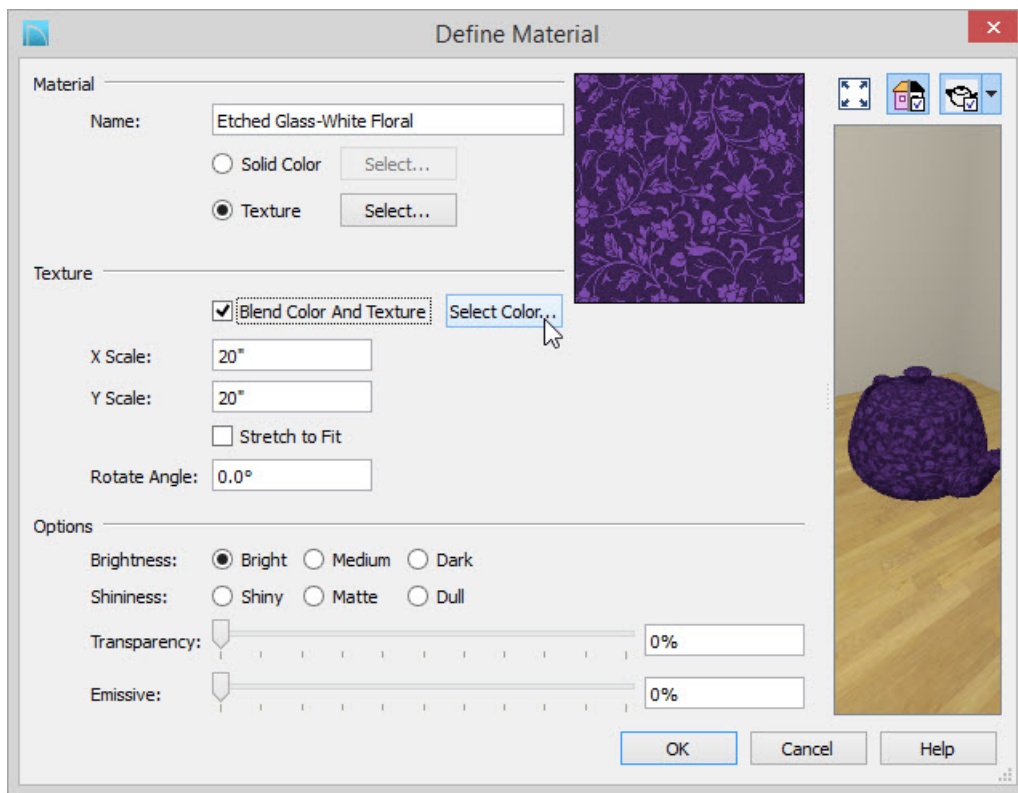 Define Material
Material
Name: Etched Glass-White Floral
Solid Color Select...
Texture Select...
Texture
Blend Color And Texture Select Color...
X Scale: 20"
Y Scale: 20"
Stretch to Fit
Rotate Angle: 0.0°
Options
Brightness: Bright Medium Dark
Shininess: Shiny Matte Dull
Transparency: 0%
Emissive: 0%
OK Cancel Help